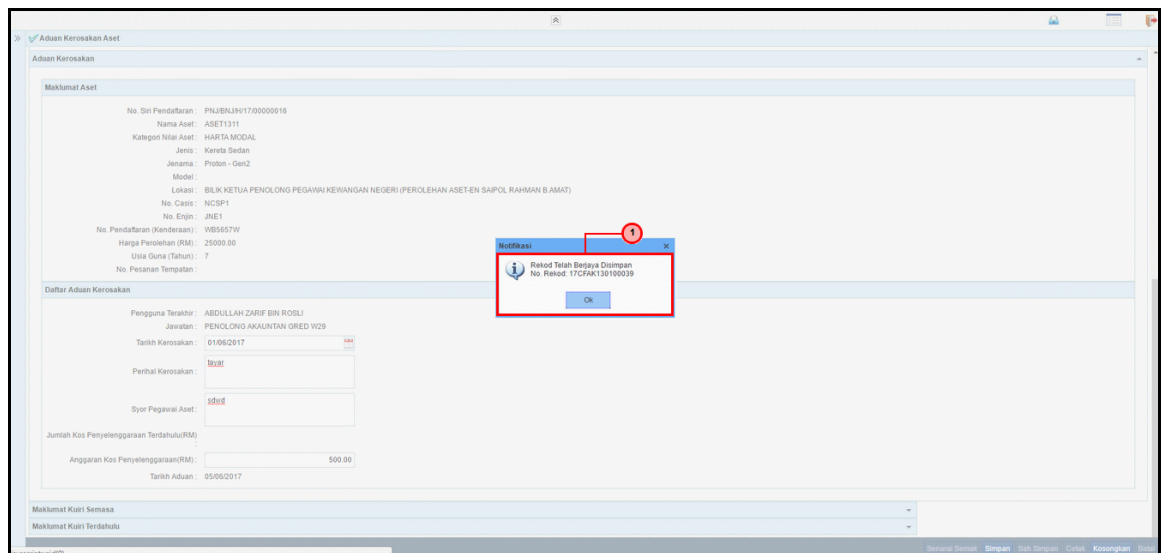 Aduan Kerosakan Aset
Aduan Kerosakan
Maklumat Aset
No. Siri Pendaftaran : PNJ/BNJ/H/17/00000016
Nama Aset : ASET1311
Kategori Nilai Aset : HARTA MODAL
Jenis : Kereta Sedan
Jenama : Proton - Gen2
Model :
Lokasi : BILIK KETUA PENOLONG PEGAWAI KEWANGAN NEGERI (PEROLEHAN ASET-EN SAIPOL RAHMAN B.AMAT)
No. Casis : NCSP1
No. Enjin : JNE1
No. Pendaftaran (Kenderaan) : WB5657W
Harga Perolehan (RM) : 25000.00
Usia Guna (Tahun) : 7
No. Pesanan Tempatan :
1
Notifikasi x
Rekod Telah Berjaya Disimpan
No. Rekod: 17CFAK130100039
Ok
Daftar Aduan Kerosakan
Pengguna Terakhir : ABDULLAH ZARIF BIN ROSLI
Jawatan : PENOLONG AKAUNTAN GRED W29
Tarikh Kerosakan : 01/06/2017
Perihal Kerosakan : tayar
Syor Pegawai Aset : sdwd
Jumlah Kos Penyelenggaraan Terdahulu(RM)
:
Anggaran Kos Penyelenggaraan(RM) : 500.00
Tarikh Aduan : 05/06/2017
Maklumat Kuiri Semasa
Maklumat Kuiri Terdahulu
Senarai Semak Simpan Sah Simpan Cetak Kosongkan Batal